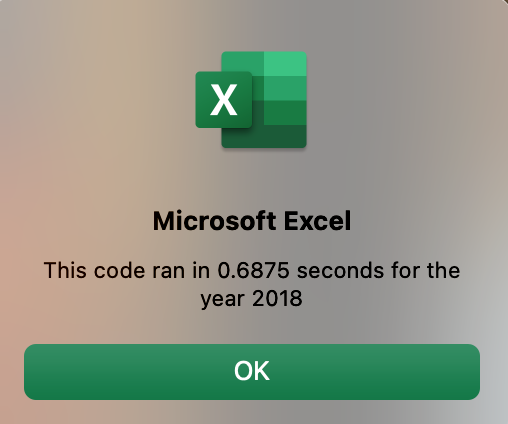 X
Microsoft Excel
This code ran in 0.6875 seconds for the
year 2018
OK